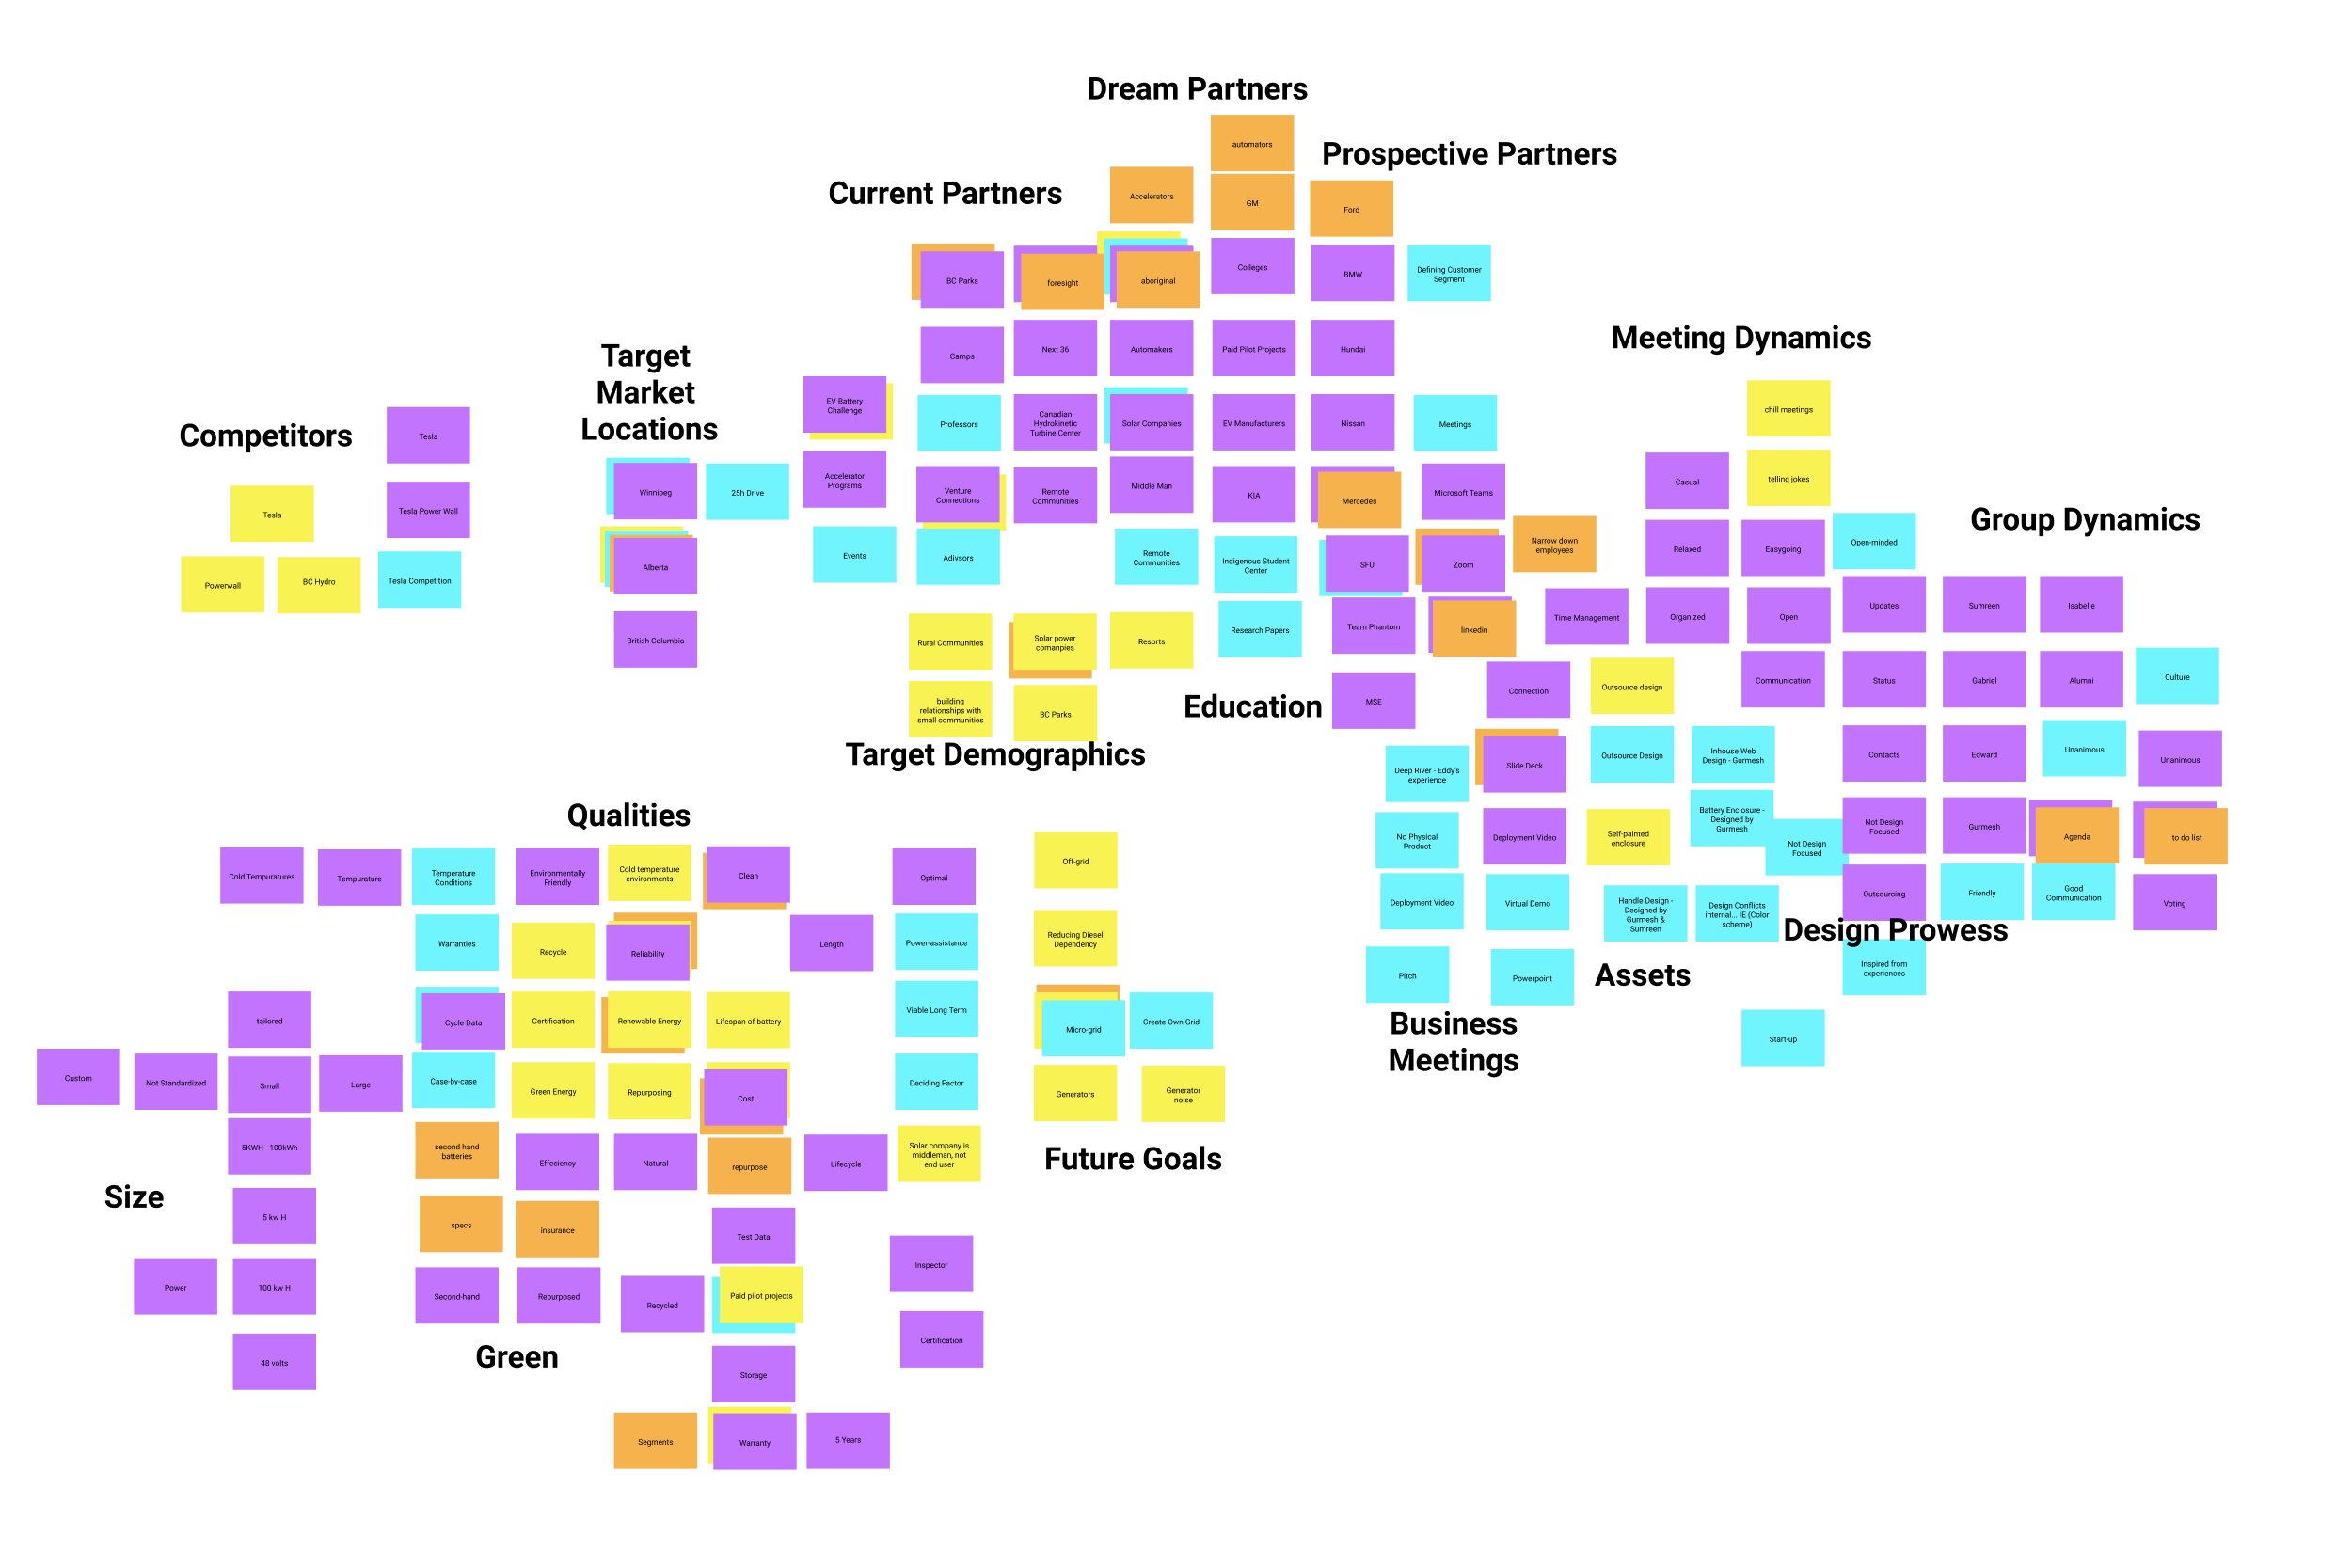 Dream Partners
automators
Prospective Partners
Current Partners
Accelerators
GM
Ford
BC Parks
foresight
aboriginal
Colleges
BMW
Defining Customer
Segment
Camps
Next 36
Automakers
Paid Pilot Projects
Hundai
Meeting Dynamics
Target
Market
Locations
EV Battery
Challenge
Professors
Canadian
Hydrokinetic
Turbine Center
Solar Companies
EV Manufacturers
Nissan
Meetings
chill meetings
Competitors
Tesla
Tesla
Tesla Power Wall
Powerwall
BC Hydro
Tesla Competition
Winnipeg
25h Drive
Alberta
British Columbia
Accelerator
Programs
Venture
Connections
Remote
Communities
Middle Man
KIA
Mercedes
Microsoft Teams
Casual
telling jokes
Events
Adivsors
Remote
Communities
Indigenous Student
Center
SFU
Zoom
Narrow down
employees
Relaxed
Easygoing
Open-minded
Group Dynamics
Rural Communities
Solar power
comanpies
Resorts
Research Papers
Team Phantom
linkedin
Time Management
Organized
Open
Updates
Sumreen
Isabelle
building
relationships with
small communities
BC Parks
Target Demographics
Education
MSE
Connection
Outsource design
Communication
Status
Gabriel
Alumni
Culture
Deep River - Eddy's
experience
Slide Deck
Outsource Design
Inhouse Web
Design - Gurmesh
Contacts
Edward
Unanimous
Unanimous
No Physical
Product
Deployment Video
Self-painted
enclosure
Battery Enclosure -
Designed by
Gurmesh
Not Design
Focused
Not Design
Focused
Gurmesh
Agenda
to do list
Deployment Video
Virtual Demo
Handle Design -
Designed by
Gurmesh &
Sumreen
Design Conflicts
internal... IE (Color
scheme)
Outsourcing
Friendly
Good
Communication
Voting
Design Prowess
Pitch
Powerpoint
Assets
Inspired from
experiences
Business
Meetings
Start-up
Qualities
Cold Tempuratures
Tempurature
Temperature
Conditions
Environmentally
Friendly
Cold temperature
environments
Clean
Optimal
Off-grid
Warranties
Recycle
Reliability
Length
Power-assistance
Reducing Diesel
Dependency
tailored
Cycle Data
Certification
Renewable Energy
Lifespan of battery
Viable Long Term
Micro-grid
Create Own Grid
Custom
Not Standardized
Small
Large
Case-by-case
Green Energy
Repurposing
Cost
Deciding Factor
Generators
Generator
noise
5KWH - 100kWh
second hand
batteries
Effeciency
Natural
repurpose
Lifecycle
Solar company is
middleman, not
end user
Future Goals
Size
5 kw H
specs
insurance
Test Data
Inspector
Power
100 kw H
Second-hand
Repurposed
Recycled
Paid pilot projects
Certification
48 volts
Green
Storage
Segments
Warranty
5 Years